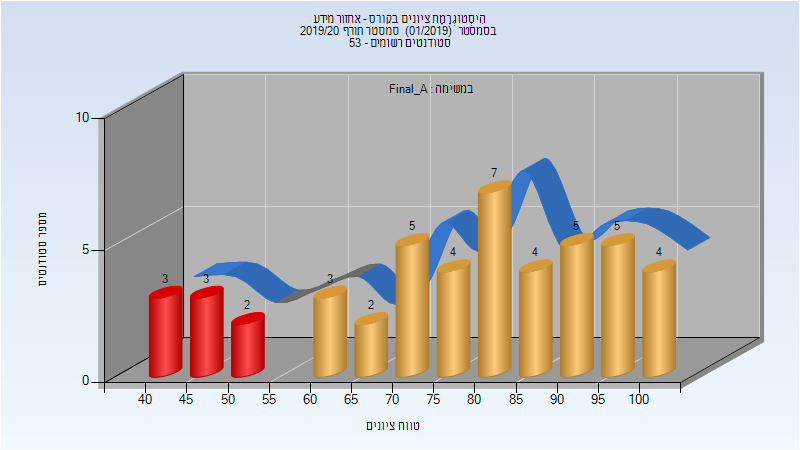 היסטוגרמת ציונים בקורס - אחזור מידע
בסמסטר (01/2019) סמסטר חורף 2019/20
סטודנטים רשומים - 53
במשימה : Final_A
מספר סטודנטים
10
5
0
3
3
2
3
2
5
4
7
4
5
5
4
40 45 50 55 60 65 70 75 80 85 90 95 100
טווח ציונים